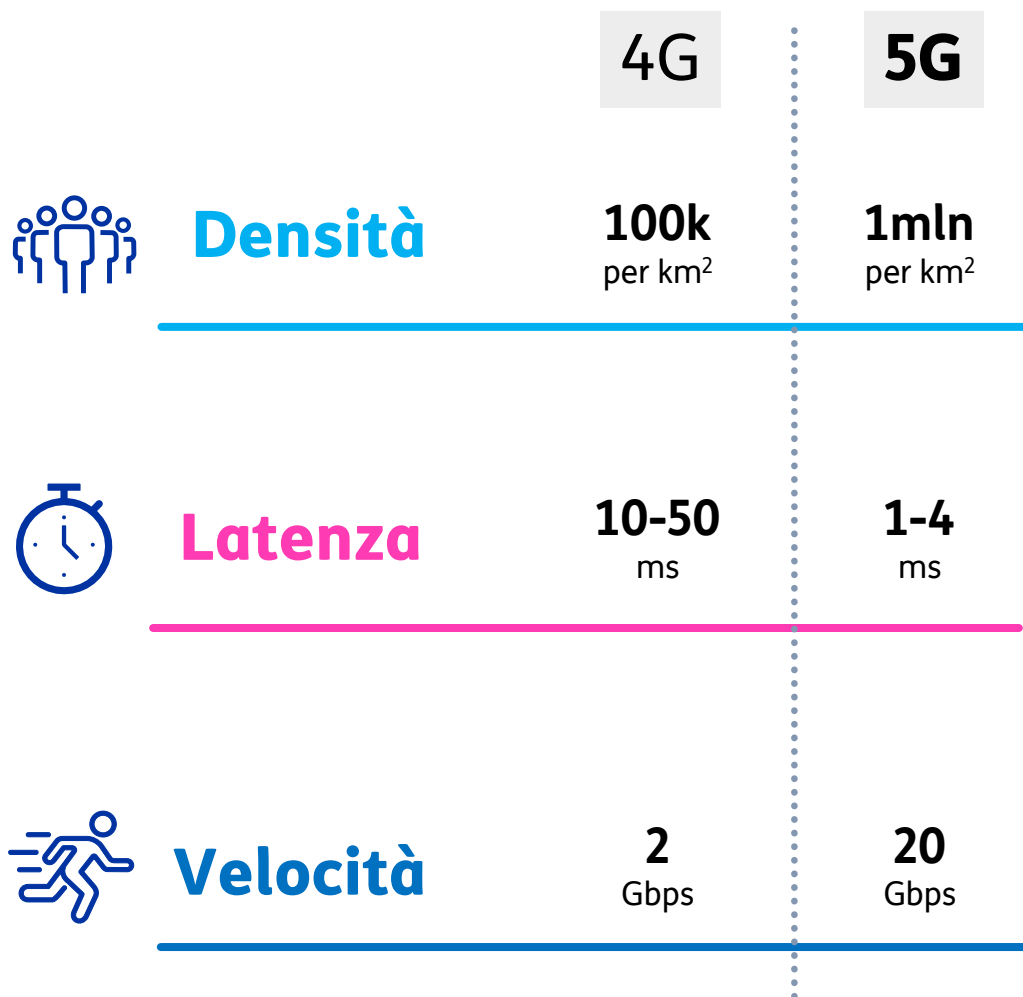 4G 5G
Densità 100k 1mln
per km² per km²
Latenza 10-50 1-4
ms ms
Velocità 2 20
Gbps Gbps